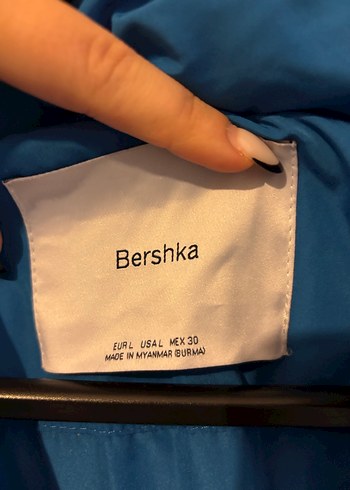 Bershka
EUR L USA L MEX 30
MADE IN MYANMAR (BURMA)